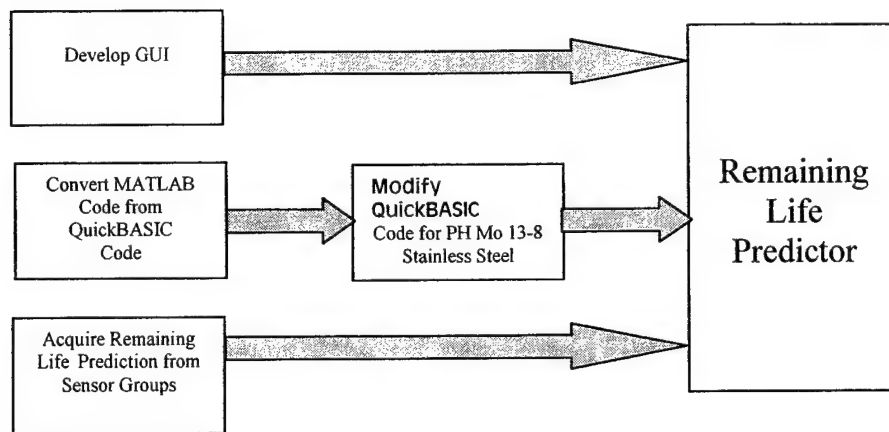 Develop GUI
Convert MATLAB
Code from
QuickBASIC
Code
Modify
QuickBASIC
Code for PH Mo 13-8
Stainless Steel
Acquire Remaining
Life Prediction from
Sensor Groups
Remaining
Life
Predictor